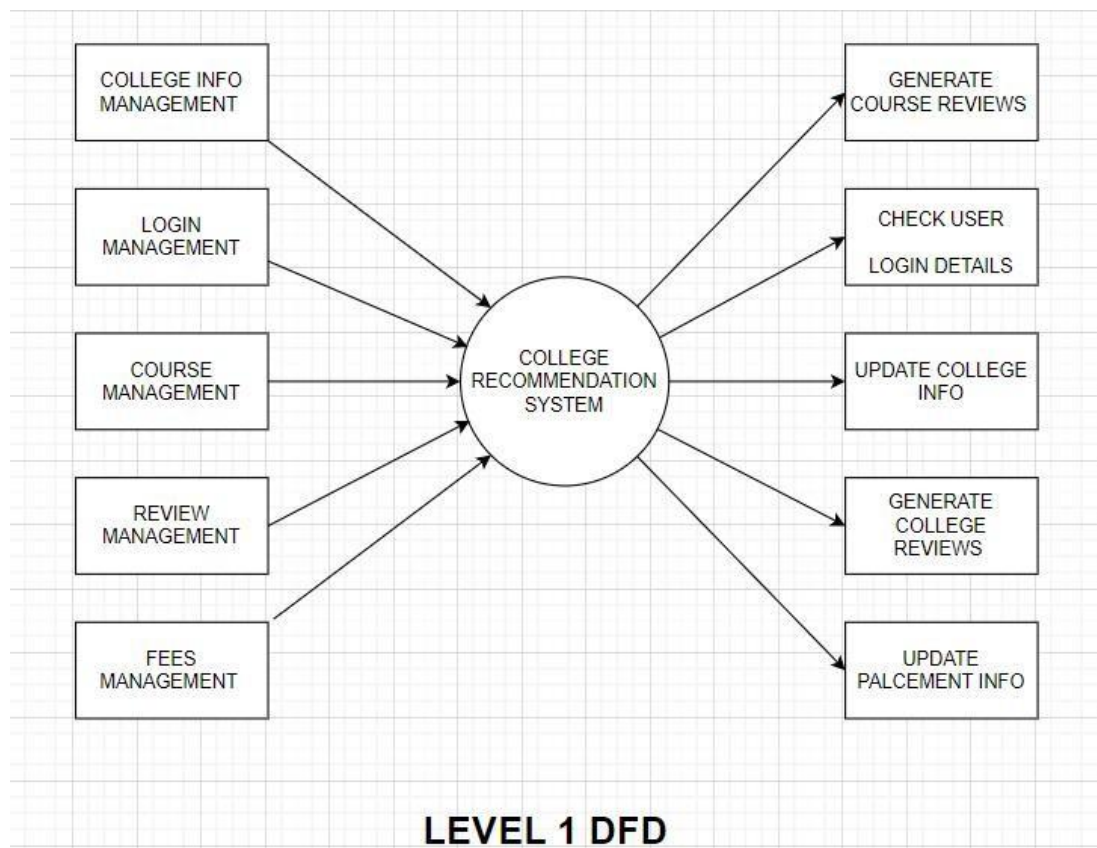 COLLEGE INFO
MANAGEMENT
LOGIN
MANAGEMENT
COURSE
MANAGEMENT
REVIEW
MANAGEMENT
FEES
MANAGEMENT
COLLEGE
RECOMMENDATION
SYSTEM
GENERATE
COURSE REVIEWS
CHECK USER
LOGIN DETAILS
UPDATE COLLEGE
INFO
GENERATE
COLLEGE
REVIEWS
UPDATE
PALCEMENT INFO
LEVEL 1 DFD